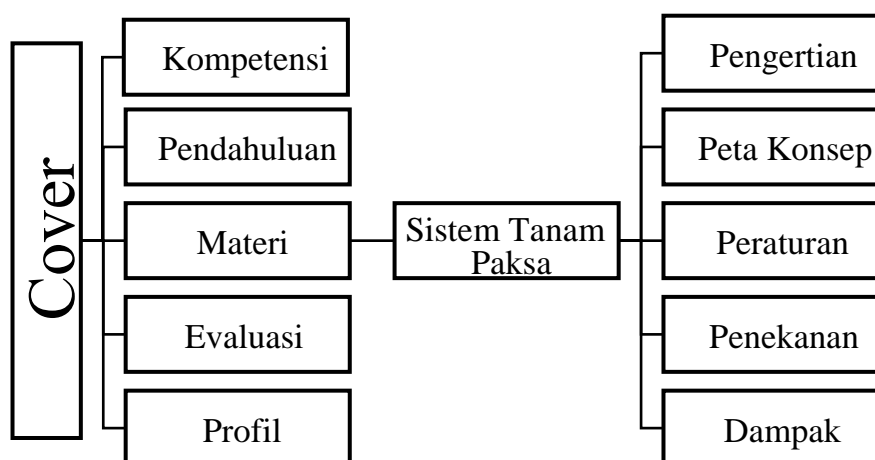 Cover
Kompetensi
Pendahuluan
Materi
Evaluasi
Profil
Sistem Tanam
Paksa
Pengertian
Peta Konsep
Peraturan
Penekanan
Dampak